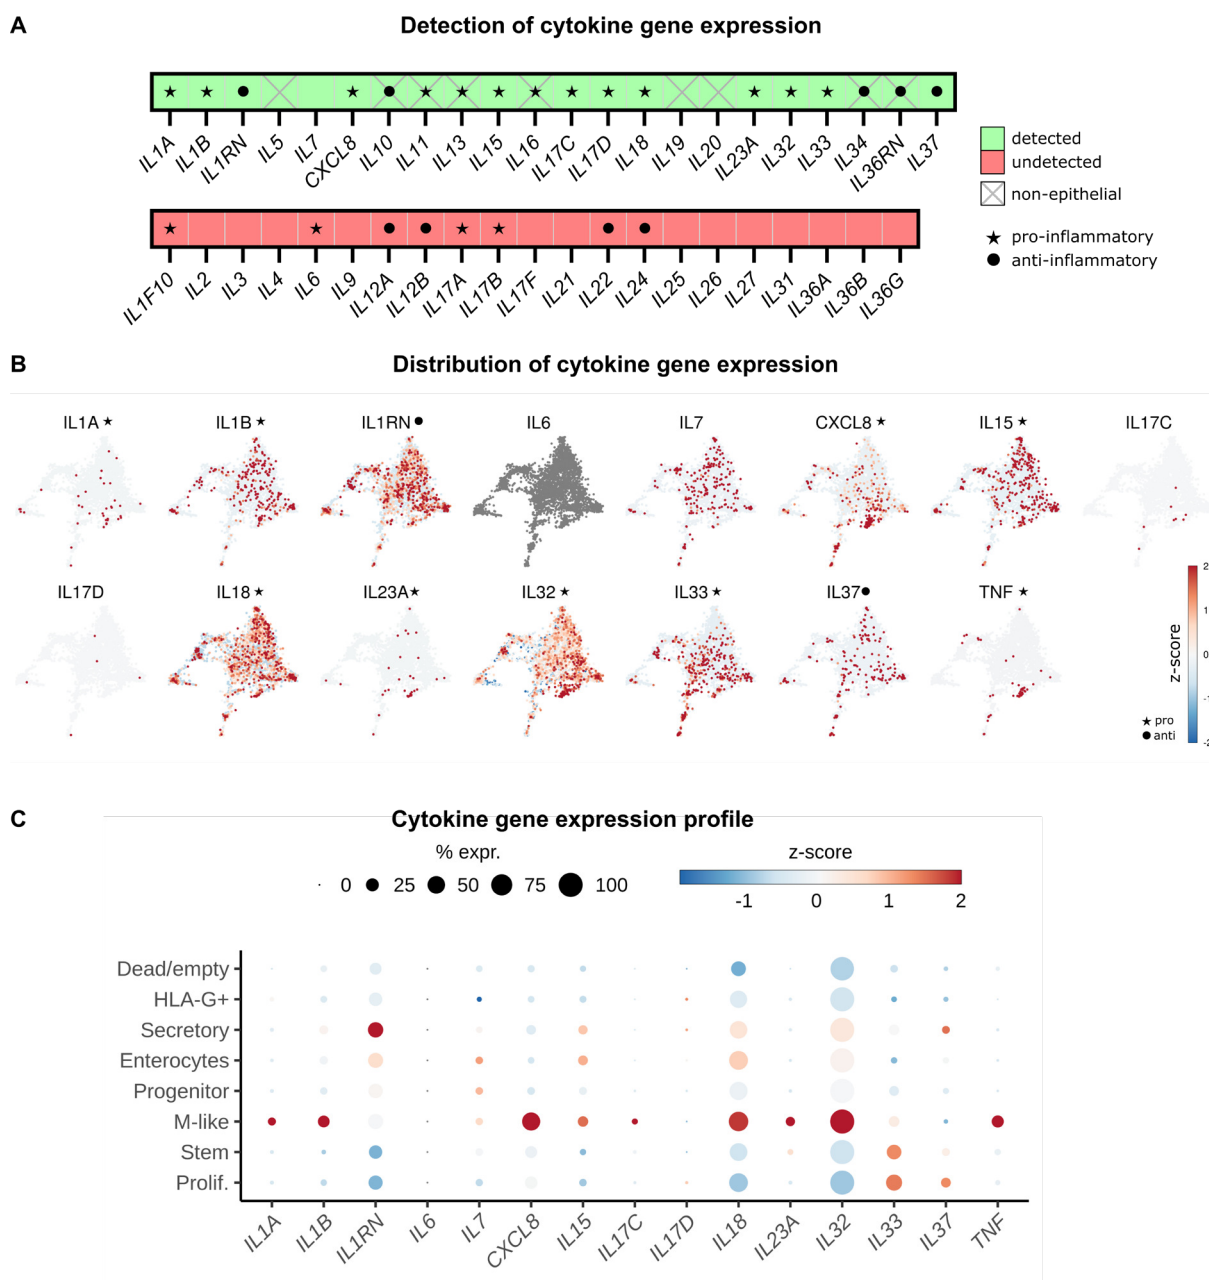 A
Detection of cytokine gene expression
IL1A IL1B IL1RN IL5 IL7 CXCL8 IL10 IL11 IL13 IL15 IL16 IL17C IL17D IL18 IL19 IL20 IL23A IL32 IL33 IL34 IL36RN IL37
detected
undetected
non-epithelial
pro-inflammatory
anti-inflammatory
IL1F10 IL2 IL3 IL4 IL6 IL9 IL12A IL12B IL17A IL17B IL17F IL21 IL22 IL24 IL25 IL26 IL27 IL31 IL36A IL36B IL36G
B
Distribution of cytokine gene expression
IL1A IL1B IL1RN IL6 IL7 CXCL8 IL15 IL17C
IL17D IL18 IL23A IL32 IL33 IL37 TNF
2
1
0
-1
-2
z-score
pro
anti
C
Cytokine gene expression profile
% expr.
0 25 50 75 100
z-score
-1 0 1 2
Dead/empty
HLA-G+
Secretory
Enterocytes
Progenitor
M-like
Stem
Prolif.
IL1A IL1B IL1RN IL6 IL7 CXCL8 IL15 IL17C IL17D IL18 IL23A IL32 IL33 IL37 TNF